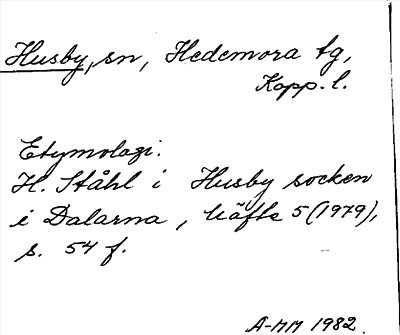 Husby, sn, Hedemora tg,
Kopp. l.
Etymologi.
H. Ståhl i Husby socken
i Dalarna, häfte 5 (1979),
s. 54 f.
A-MM 1982.